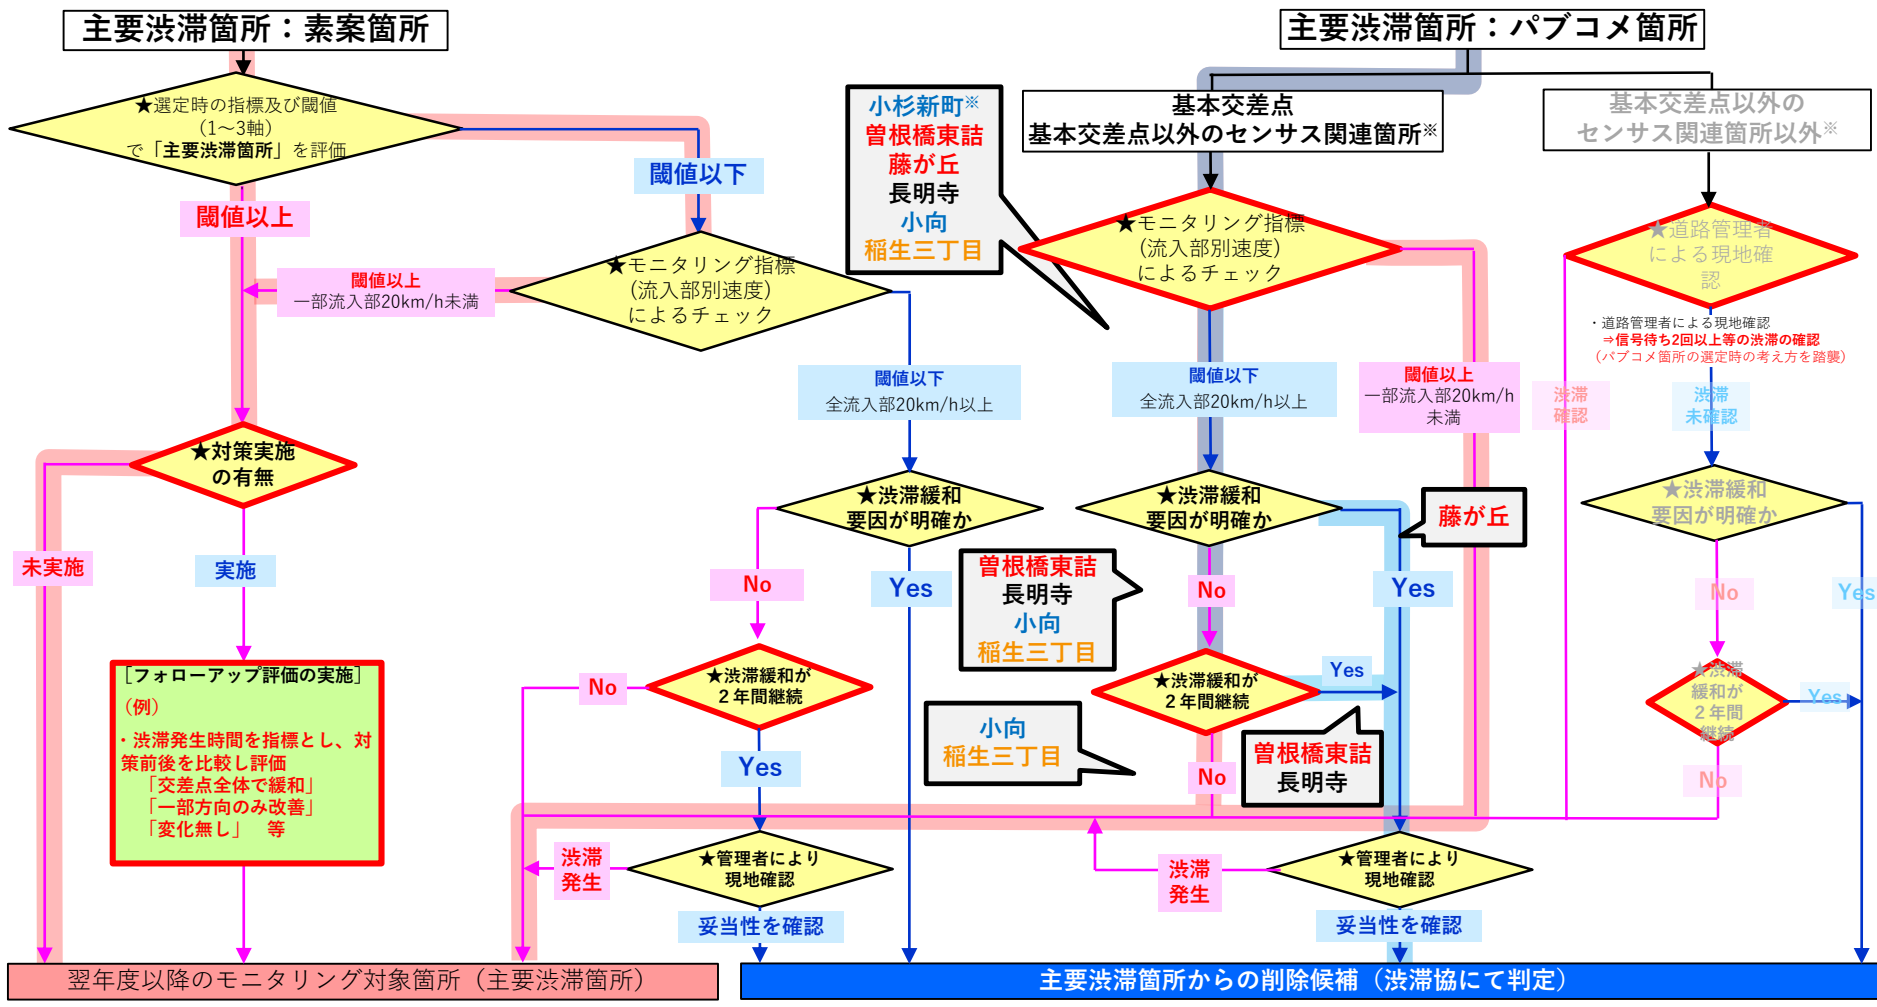 主要渋滞箇所：素案箇所
★選定時の指標及び閾値
（1～3軸）
で「主要渋滞箇所」を評価
閾値以下
閾値以上
★モニタリング指標
(流入部別速度)
によるチェック
閾値以上
一部流入部20km/h未満
閾値以下
全流入部20km/h以上
★対策実施
の有無
未実施
実施
★渋滞緩和
要因が明確か
No
Yes
［フォローアップ評価の実施］
（例）
・渋滞発生時間を指標とし、対
策前後を比較し評価
「交差点全体で緩和」
「一部方向のみ改善」
「変化無し」　等
★渋滞緩和が
２年間継続
No
Yes
★管理者により
現地確認
渋滞
発生
妥当性を確認
翌年度以降のモニタリング対象箇所（主要渋滞箇所）
主要渋滞箇所：パブコメ箇所
基本交差点
基本交差点以外のセンサス関連箇所※
基本交差点以外の
センサス関連箇所以外※
小杉新町※
曽根橋東詰
藤が丘
長明寺
小向
稲生三丁目
★モニタリング指標
(流入部別速度)
によるチェック
閾値以下
全流入部20km/h以上
閾値以上
一部流入部20km/h
未満
★渋滞緩和
要因が明確か
藤が丘
No
Yes
曽根橋東詰
長明寺
小向
稲生三丁目
★渋滞緩和が
２年間継続
Yes
No
小向
稲生三丁目
曽根橋東詰
長明寺
★管理者により
現地確認
渋滞
発生
妥当性を確認
★道路管理者
による現地確
認
・道路管理者による現地確認
⇒信号待ち2回以上等の渋滞の確認
（パブコメ箇所の選定時の考え方を踏襲）
渋滞
確認
渋滞
未確認
★渋滞緩和
要因が明確か
No
Yes
★渋滞
緩和が
２年間
継続
Yes
No
主要渋滞箇所からの削除候補（渋滞協にて判定）